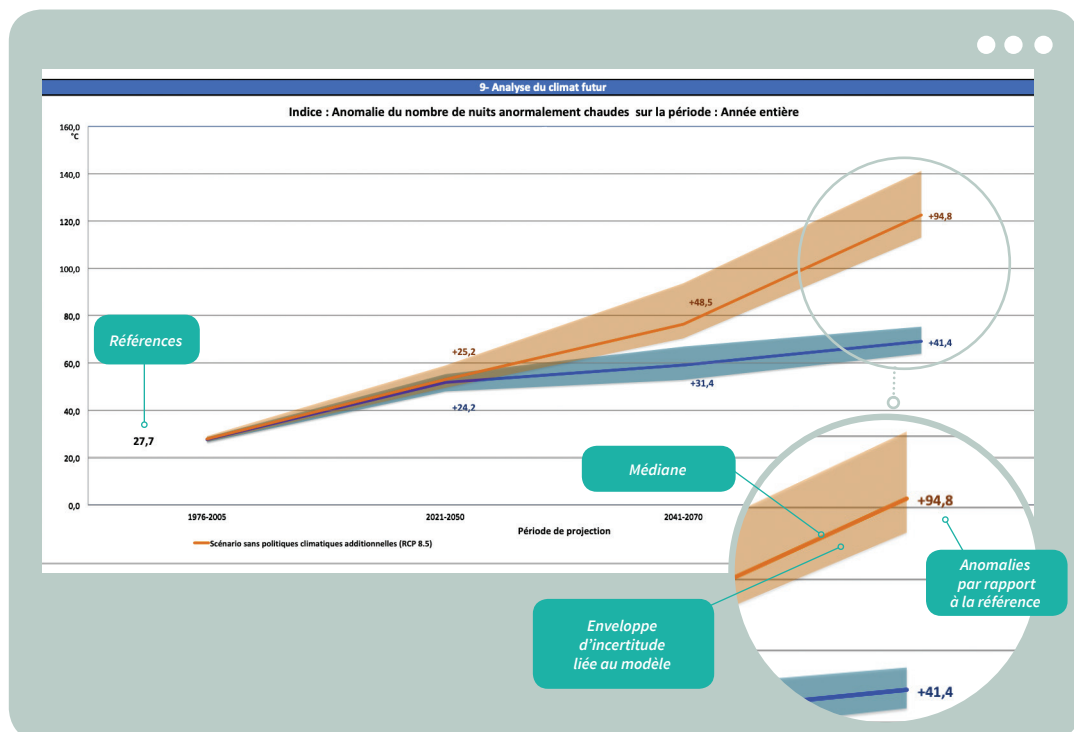 9- Analyse du climat futur
Indice : Anomalie du nombre de nuits anormalement chaudes sur la période : Année entière
160,0
°C
140,0
120,0
100,0
80,0
60,0
40,0
20,0
0,0
Références
27,7
+25,2
+24,2
+48,5
+31,4
+94,8
+41,4
1976-2005
2021-2050
2041-2070
Période de projection
Scénario sans politiques climatiques additionnelles (RCP 8.5)
Médiane
Enveloppe
d'incertitude
liée au modèle
+94,8
Anomalies
par rapport
à la référence
+41,4